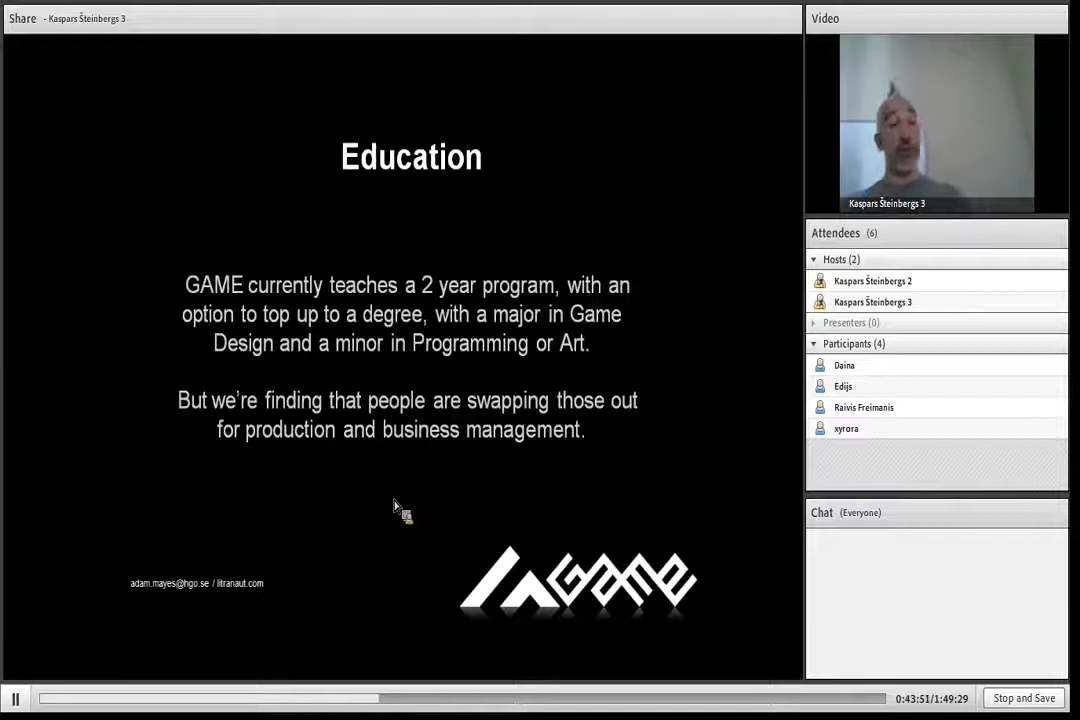 Share - Kaspars Šteinbergs 3
Education
GAME currently teaches a 2 year program, with an
option to top up to a degree, with a major in Game
Design and a minor in Programming or Art.
But we're finding that people are swapping those out
for production and business management.
adam.mayes@hgo.se / litranaut.com
GAME
Video
Kaspars Šteinbergs 3
Attendees (6)
Hosts (2)
Kaspars Šteinbergs 2
Kaspars Šteinbergs 3
Presenters (0)
Participants (4)
Daina
Edijs
Raivis Freimanis
xyrora
Chat (Everyone)
0:43:51/1:49:29
Stop and Save